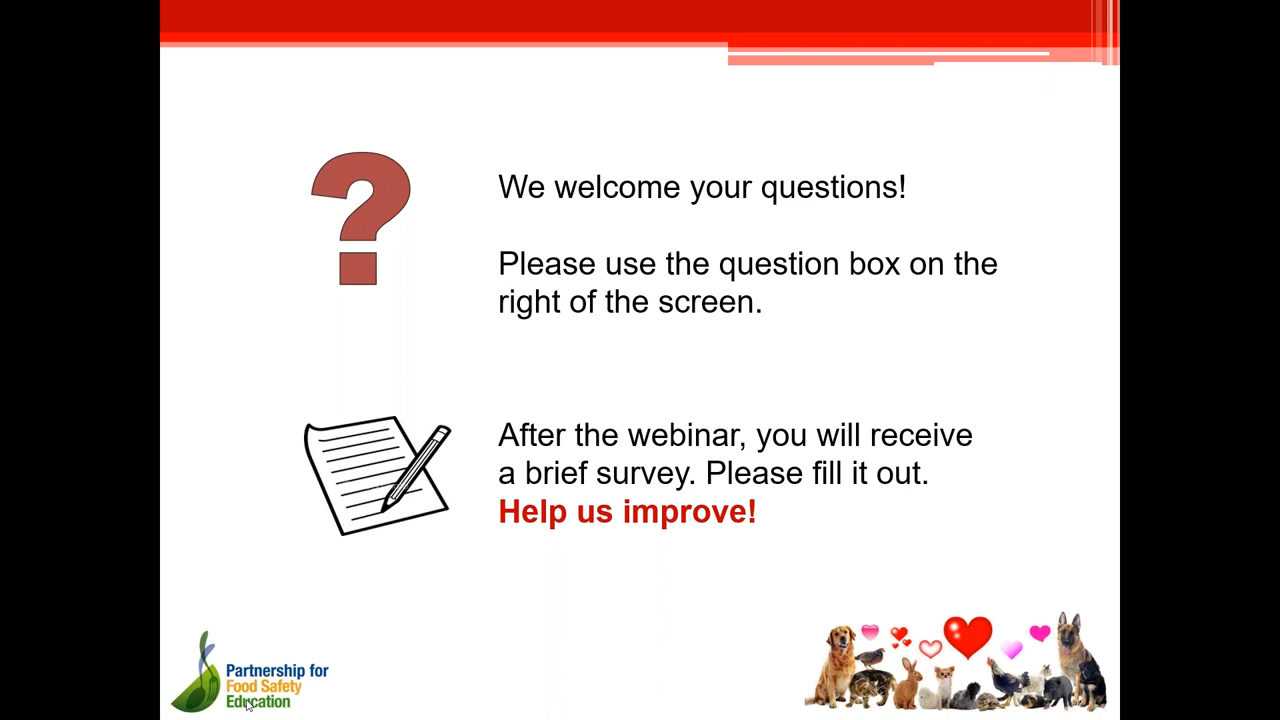 We welcome your questions!
Please use the question box on the
right of the screen.
After the webinar, you will receive
a brief survey. Please fill it out.
Help us improve!
Partnership for
Food Safety
Education